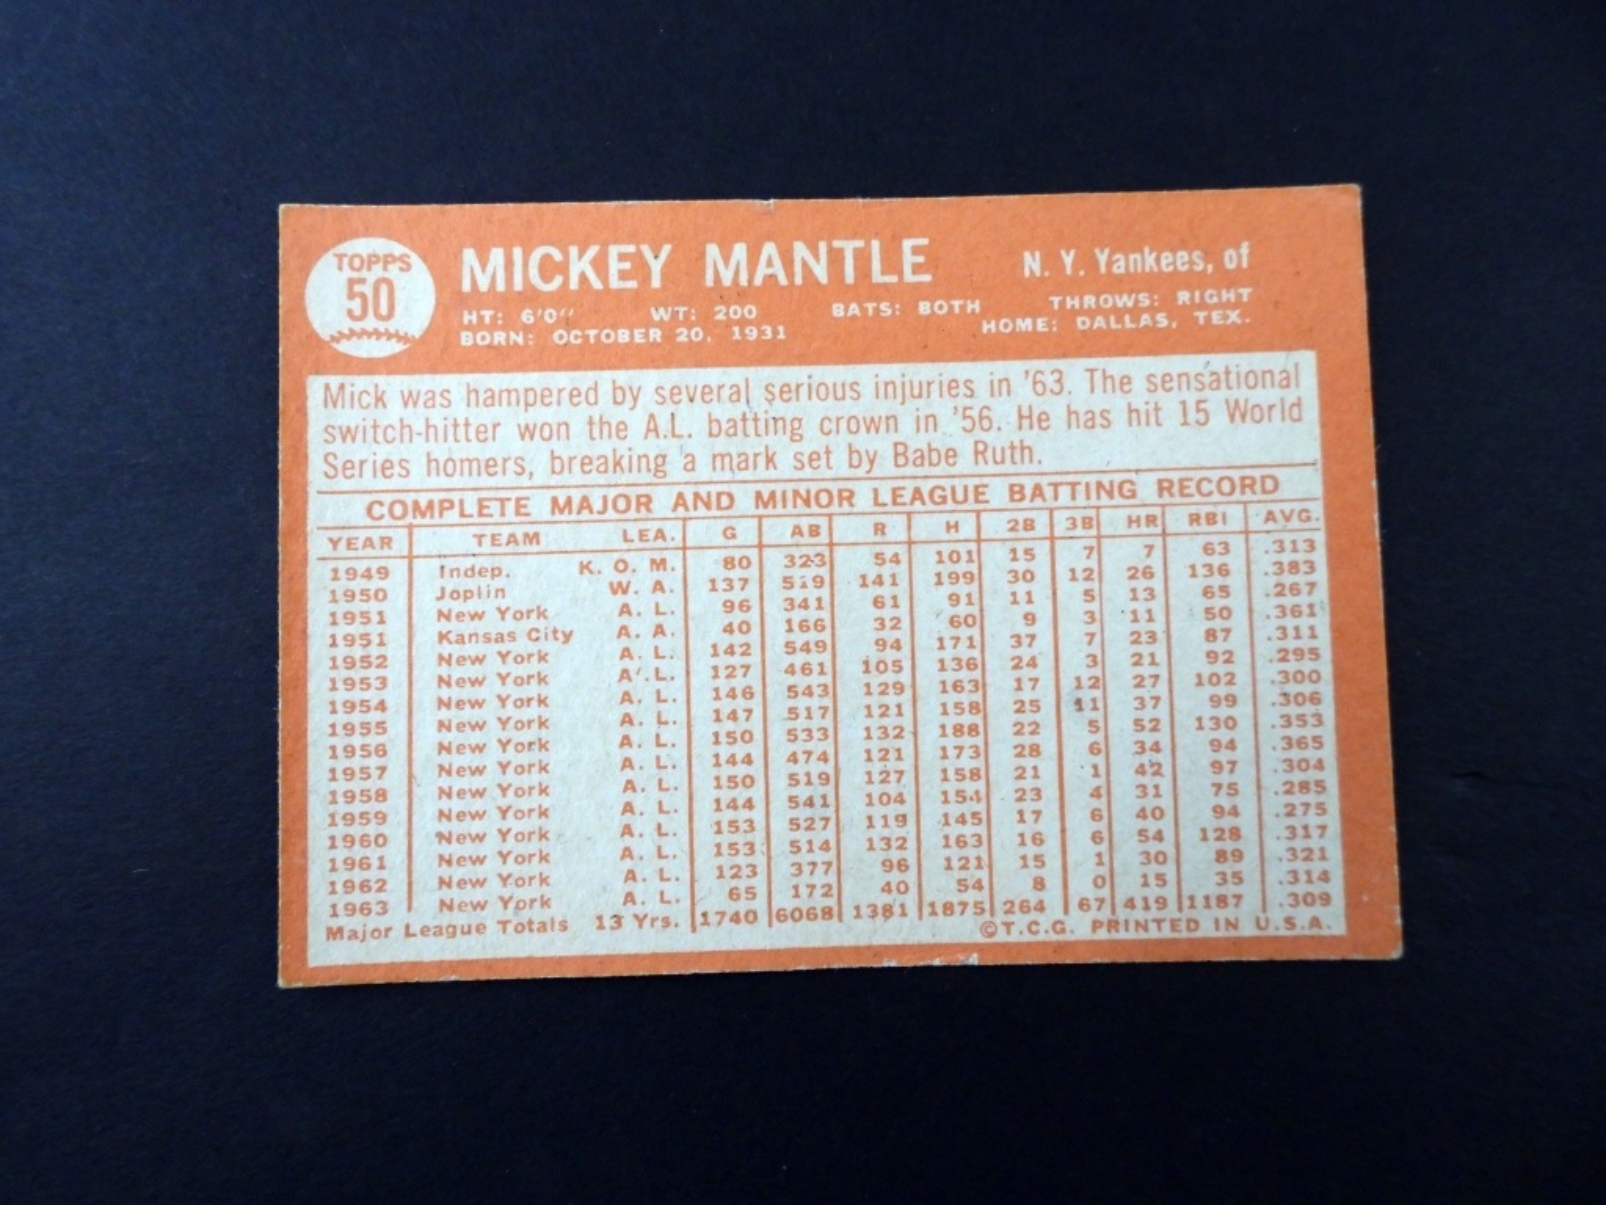 TOPPS
50
MICKEY MANTLE N. Y. Yankees, of
HT: 6'0" WT: 200 BATS: BOTH THROWS: RIGHT
BORN: OCTOBER 20, 1931 HOME: DALLAS, TEX.
Mick was hampered by several serious injuries in '63. The sensational
switch-hitter won the A.L. batting crown in '56. He has hit 15 World
Series homers, breaking a mark set by Babe Ruth.
COMPLETE MAJOR AND MINOR LEAGUE BATTING RECORD
YEAR TEAM LEA. G AB R H 2B 3B HR RBI AVG.
1949 Indep. K. O. M. 80 323 54 101 15 7 7 63 .313
1950 Joplin W. A. 137 519 141 199 30 12 26 136 .383
1951 New York A. L. 96 341 61 91 11 5 13 65 .267
1951 Kansas City A. A. 40 166 32 60 9 3 11 50 .361
1952 New York A. L. 142 549 94 171 37 7 23 87 .311
1953 New York A. L. 127 461 105 136 24 3 21 92 .295
1954 New York A. L. 146 543 129 163 17 12 27 102 .300
1955 New York A. L. 147 517 121 158 25 11 37 99 .306
1956 New York A. L. 150 533 132 188 22 5 52 130 .353
1957 New York A. L. 144 474 121 173 28 6 34 94 .365
1958 New York A. L. 150 519 127 158 21 1 42 97 .304
1959 New York A. L. 144 541 104 154 23 4 31 75 .285
1960 New York A. L. 153 527 119 145 17 6 40 94 .275
1961 New York A. L. 153 514 132 163 16 6 54 128 .317
1962 New York A. L. 123 377 96 121 15 1 30 89 .321
1963 New York A. L. 65 172 40 54 8 0 15 35 .314
Major League Totals 13 Yrs. 1740 6068 1381 1875 264 67 419 1187 .309
©T.C.G. PRINTED IN U.S.A.